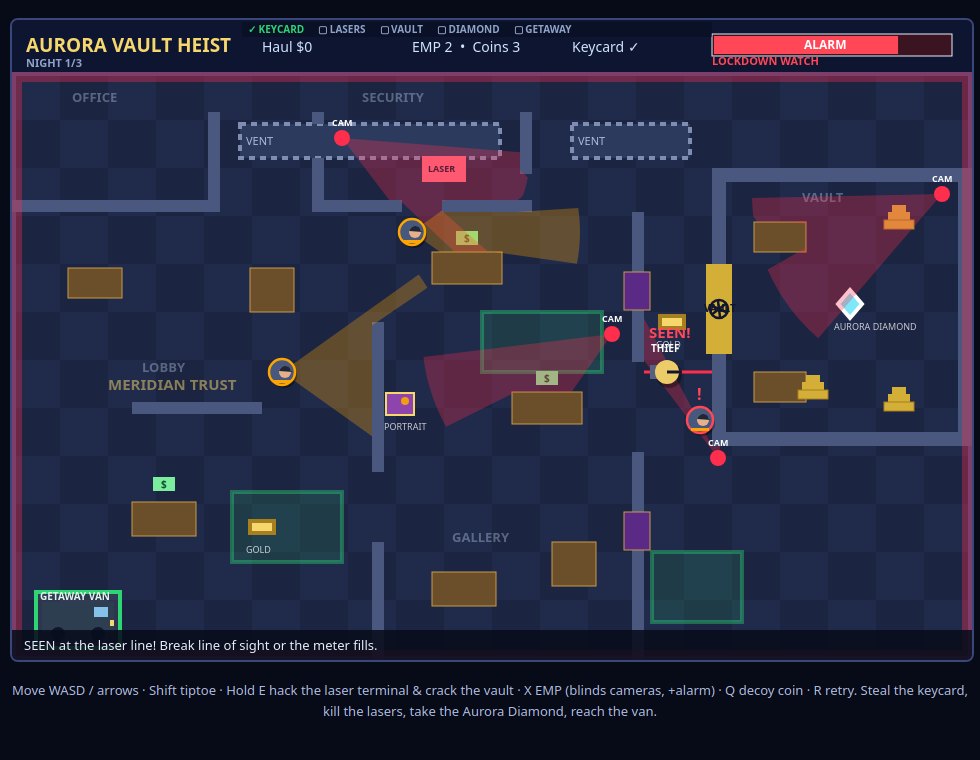 ✓ KEYCARD ▢ LASERS ▢ VAULT ▢ DIAMOND ▢ GETAWAY
AURORA VAULT HEIST
Haul $0
EMP 2 • Coins 3
Keycard ✓
ALARM
NIGHT 1/3
LOCKDOWN WATCH
OFFICE
SECURITY
CAM
VENT
VENT
LASER
CAM
VAULT
$
CAM
AURORA DIAMOND
SEEN!
GOLD
THIEF
LOBBY
MERIDIAN TRUST
$
!
PORTRAIT
CAM
$
GOLD
GALLERY
GETAWAY VAN
SEEN at the laser line! Break line of sight or the meter fills.
Move WASD / arrows · Shift tiptoe · Hold E hack the laser terminal & crack the vault · X EMP (blinds cameras, +alarm) · Q decoy coin · R retry. Steal the keycard,
kill the lasers, take the Aurora Diamond, reach the van.